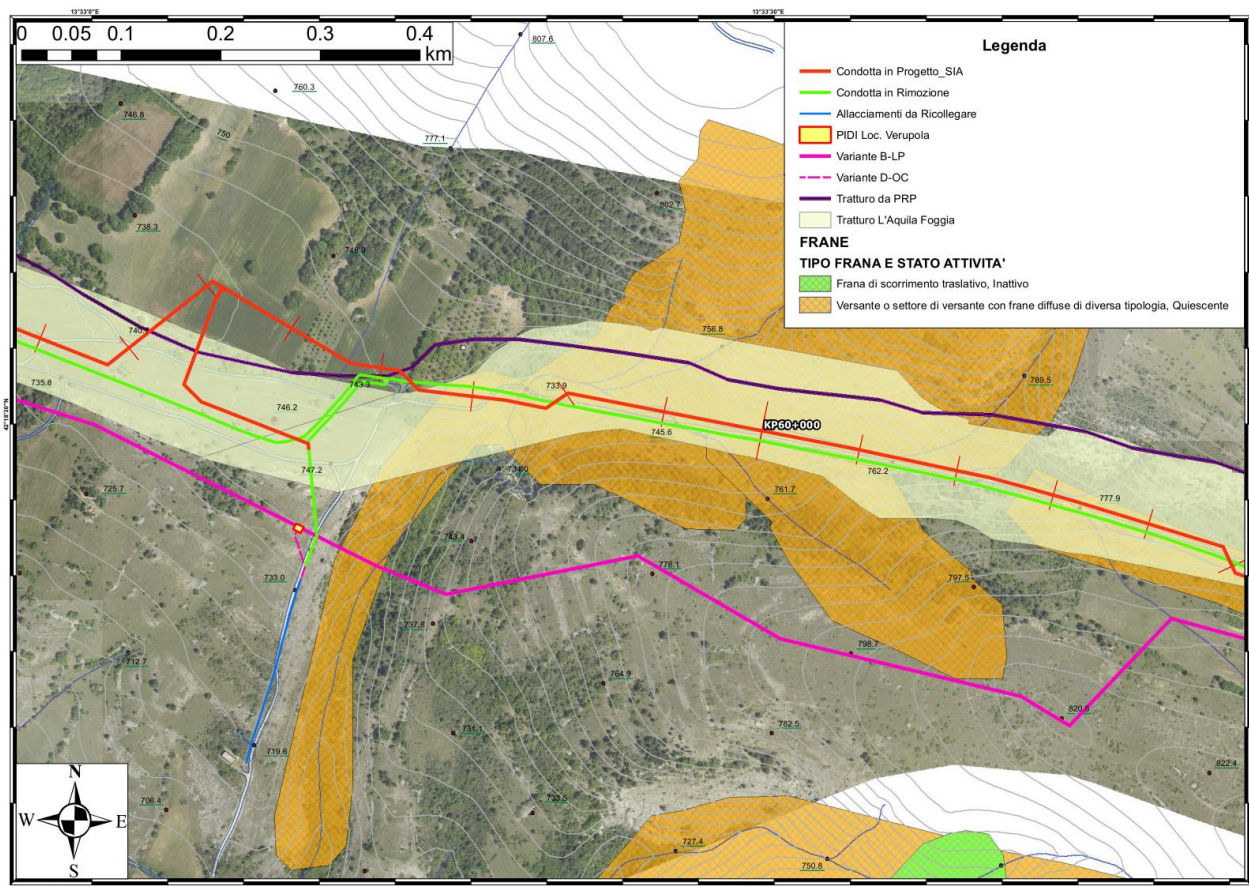 13°33'0"E
13°33'30"E
0 0.05 0.1 0.2 0.3 0.4
km
Legenda
Condotta in Progetto_SIA
Condotta in Rimozione
Allacciamenti da Ricollegare
PIDI Loc. Verupola
Variante B-LP
Variante D-OC
Tratturo da PRP
Tratturo L'Aquila Foggia
FRANE
TIPO FRANA E STATO ATTIVITA'
Frana di scorrimento traslativo, Inattivo
Versante o settore di versante con frane diffuse di diversa tipologia, Quiescente
807.6
760.3
746.8
750
777.1
802.7
738.3
748.9
756.8
735.8
743.3
733.9
789.5
746.2
745.6
KP60+000
42°18'30"N
747.2
734.0
762.2
725.7
761.7
777.9
743.4
733.0
778.1
797.5
737.8
712.7
798.7
764.9
820.6
731.1
782.5
719.6
822.4
706.4
733.5
727.4
750.8
N
W E
S